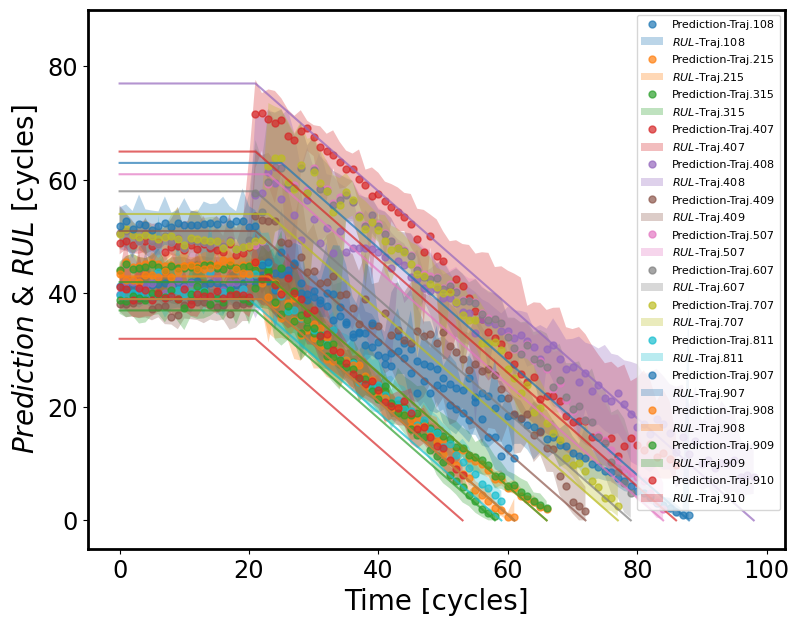 Prediction & RUL [cycles]
80
60
40
20
0
0 20 40 60 80 100
Time [cycles]
Prediction-Traj.108
RUL-Traj.108
Prediction-Traj.215
RUL-Traj.215
Prediction-Traj.315
RUL-Traj.315
Prediction-Traj.407
RUL-Traj.407
Prediction-Traj.408
RUL-Traj.408
Prediction-Traj.409
RUL-Traj.409
Prediction-Traj.507
RUL-Traj.507
Prediction-Traj.607
RUL-Traj.607
Prediction-Traj.707
RUL-Traj.707
Prediction-Traj.811
RUL-Traj.811
Prediction-Traj.907
RUL-Traj.907
Prediction-Traj.908
RUL-Traj.908
Prediction-Traj.909
RUL-Traj.909
Prediction-Traj.910
RUL-Traj.910